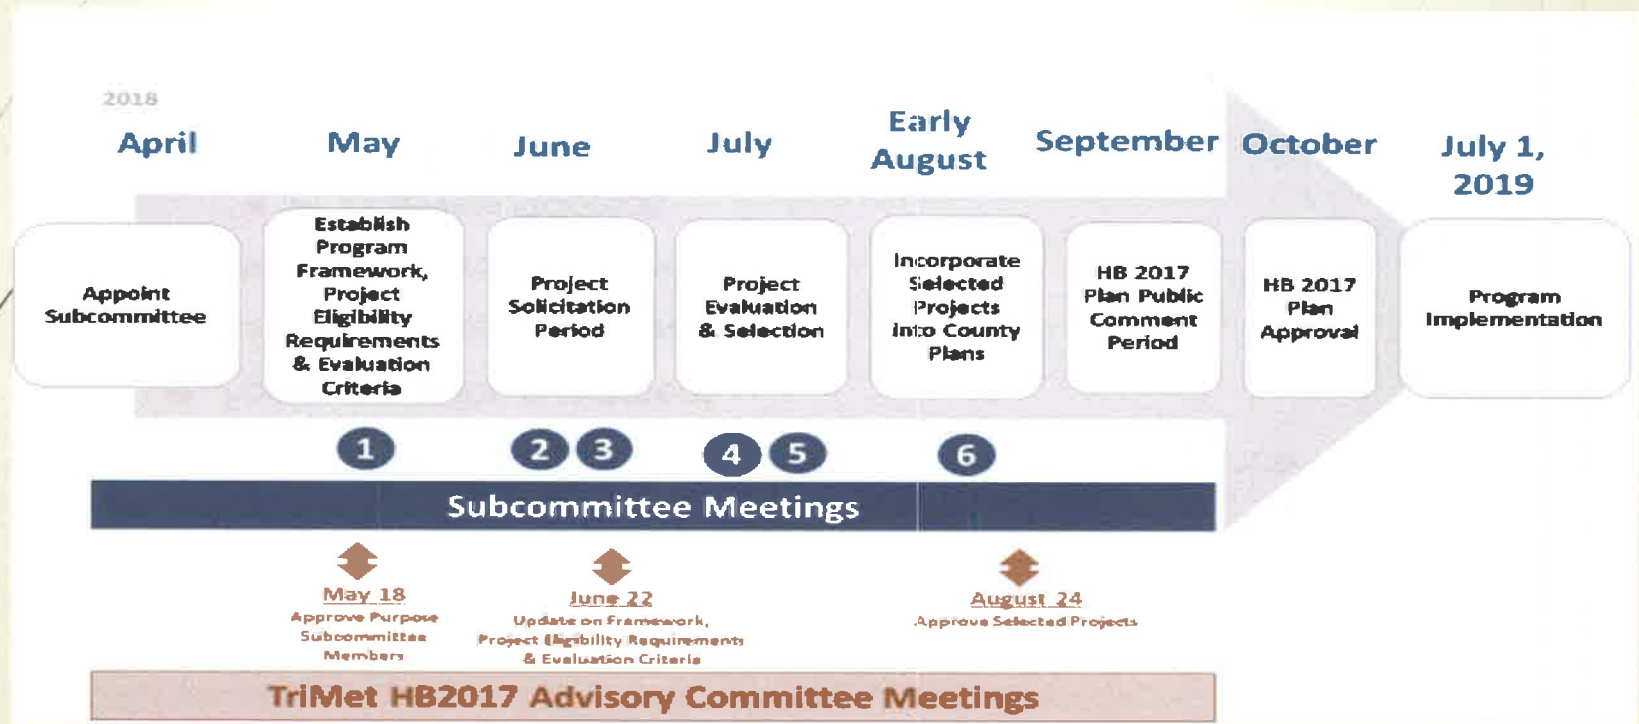 2018
April
May
June
July
Early
August
September
October
July 1,
2019
Appoint
Subcommittee
Establish
Program
Framework,
Project
Eligibility
Requirements
& Evaluation
Criteria
Project
Solicitation
Period
Project
Evaluation
& Selection
Incorporate
Selected
Projects
into County
Plans
HB 2017
Plan Public
Comment
Period
HB 2017
Plan
Approval
Program
Implementation
1
2
3
4
5
6
Subcommittee Meetings
May 18
Approve Purpose
Subcommittee
Members
June 22
Update on Framework,
Project Eligibility Requirements
& Evaluation Criteria
August 24
Approve Selected Projects
TriMet HB2017 Advisory Committee Meetings